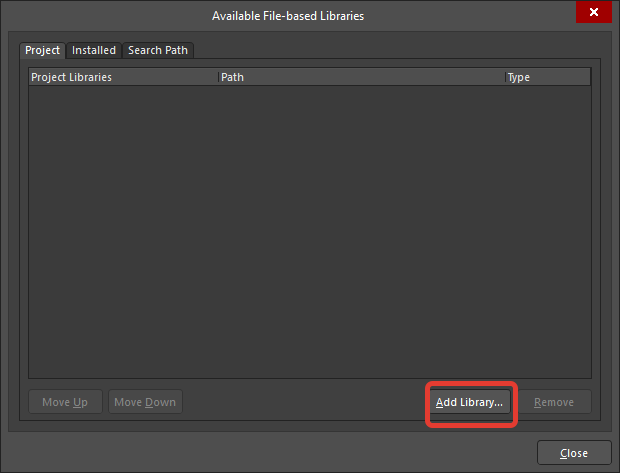 Available File-based Libraries
Project Installed Search Path
Project Libraries Path Type
Move Up Move Down Add Library... Remove
Close